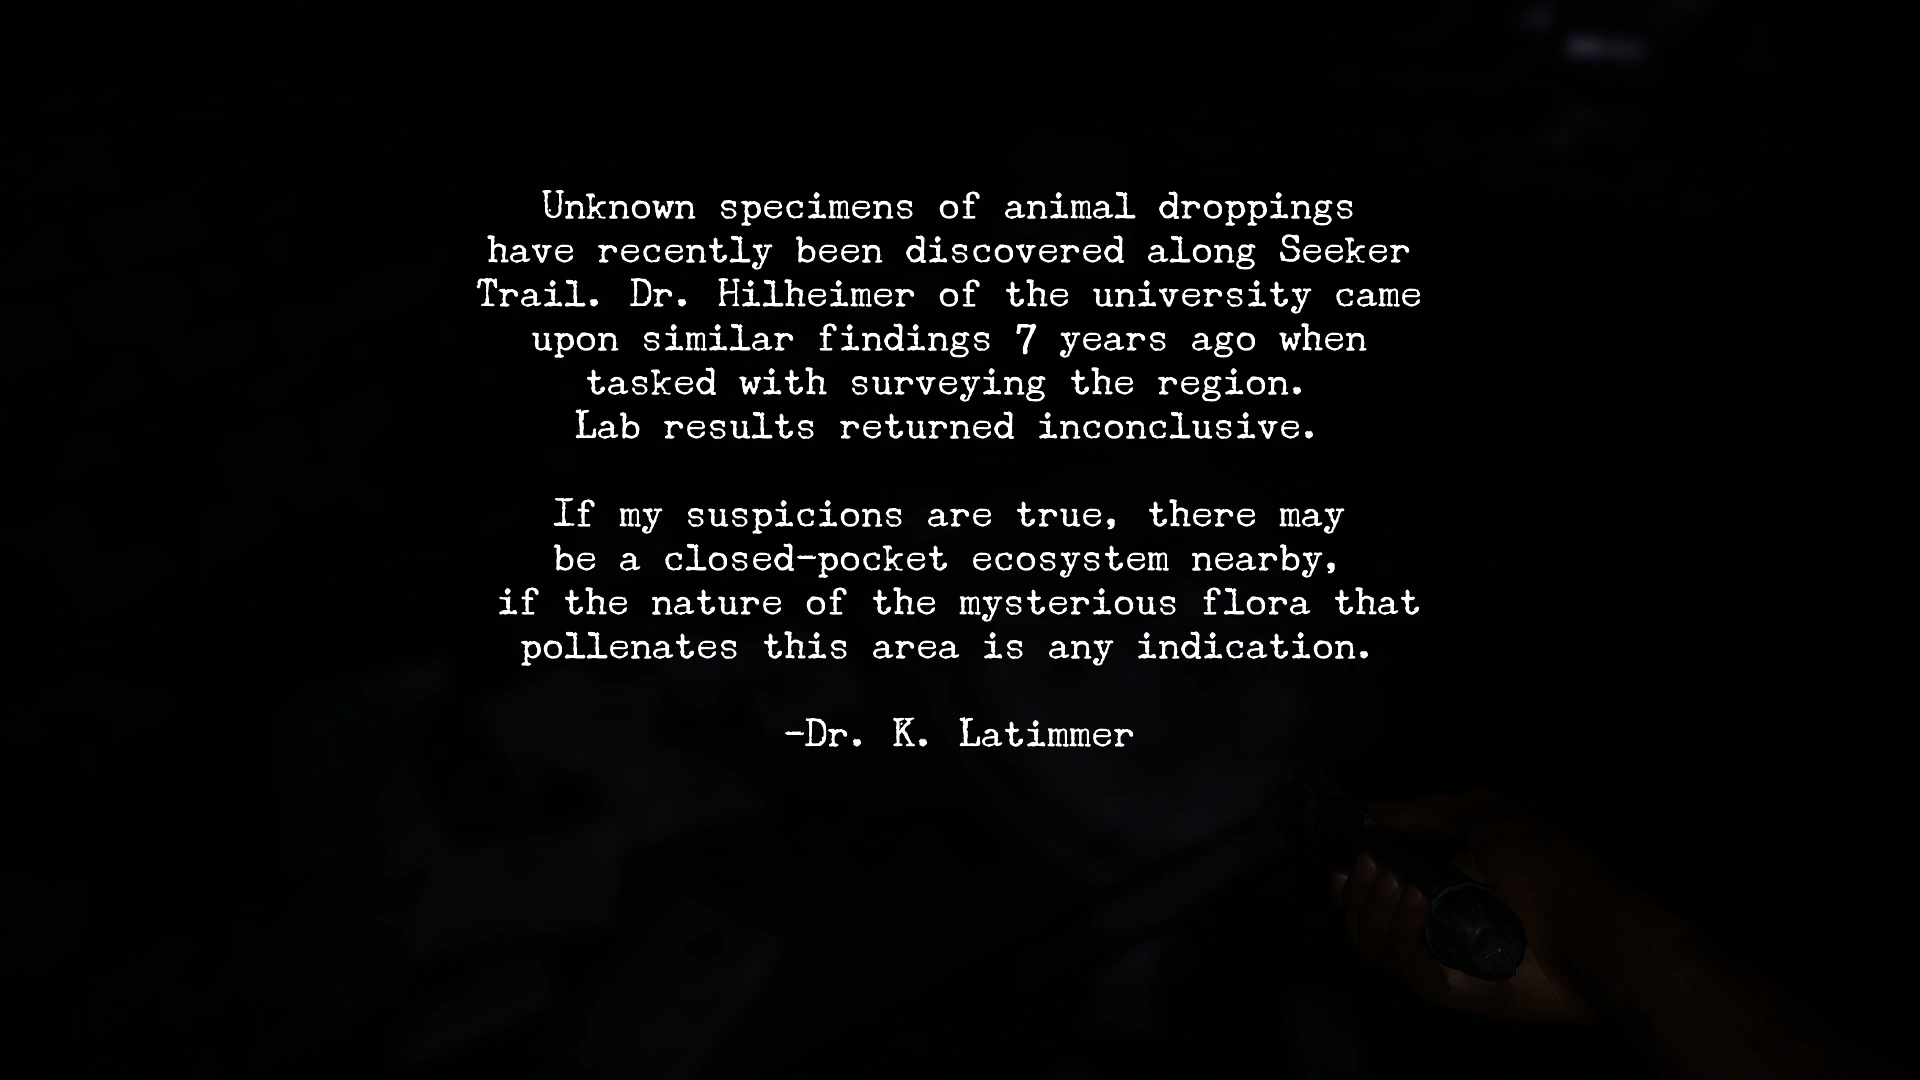 Unknown specimens of animal droppings
have recently been discovered along Seeker
Trail. Dr. Hilheimer of the university came
upon similar findings 7 years ago when
tasked with surveying the region.
Lab results returned inconclusive.
If my suspicions are true, there may
be a closed-pocket ecosystem nearby,
if the nature of the mysterious flora that
pollenates this area is any indication.
-Dr. K. Latimmer